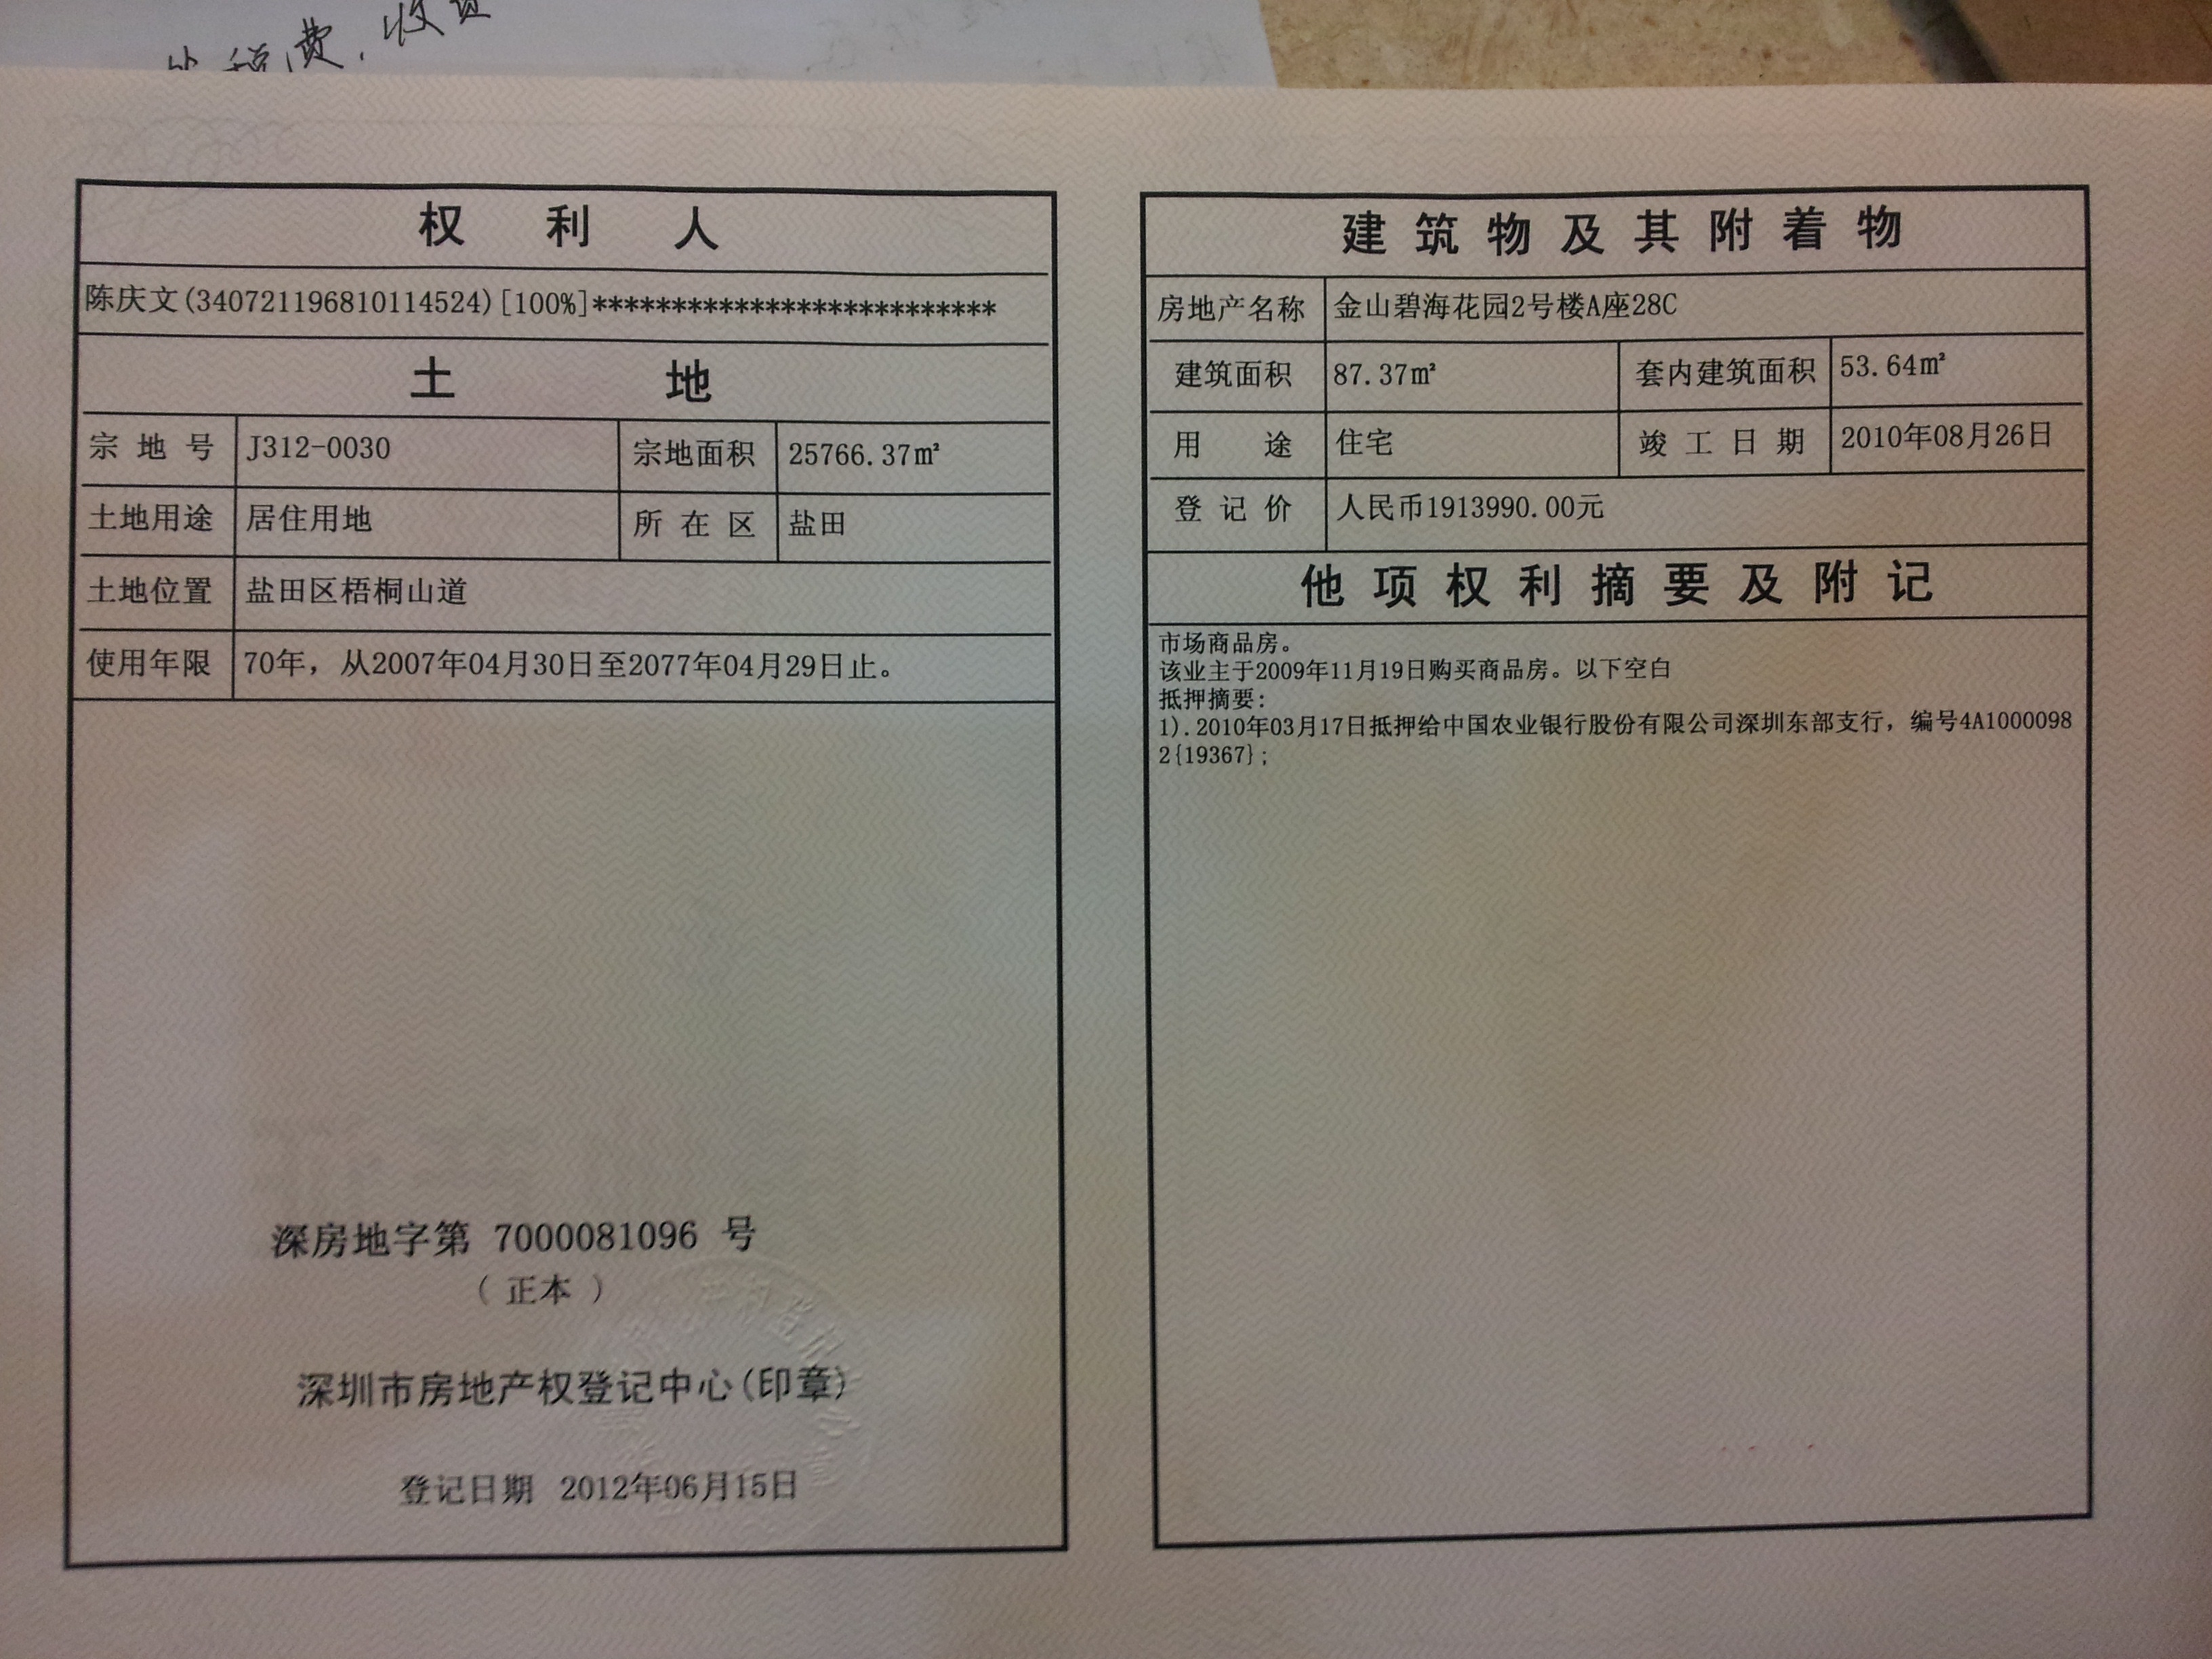 税费,收费
权利人
陈庆文(340721196810114524)[100%]**************************
土地
宗地号 J312-0030 宗地面积 25766.37㎡
土地用途 居住用地 所在区 盐田
土地位置 盐田区梧桐山道
使用年限 70年，从2007年04月30日至2077年04月29日止。
深房地字第 7000081096 号
(正本)
深圳市房地产权登记中心(印章)
登记日期 2012年06月15日
建筑物及其附着物
房地产名称 金山碧海花园2号楼A座28C
建筑面积 87.37㎡ 套内建筑面积 53.64㎡
用途 住宅 竣工日期 2010年08月26日
登记价 人民币1913990.00元
他项权利摘要及附记
市场商品房。
该业主于2009年11月19日购买商品房。以下空白
抵押摘要:
1).2010年03月17日抵押给中国农业银行股份有限公司深圳东部支行，编号4A1000098
2{19367};